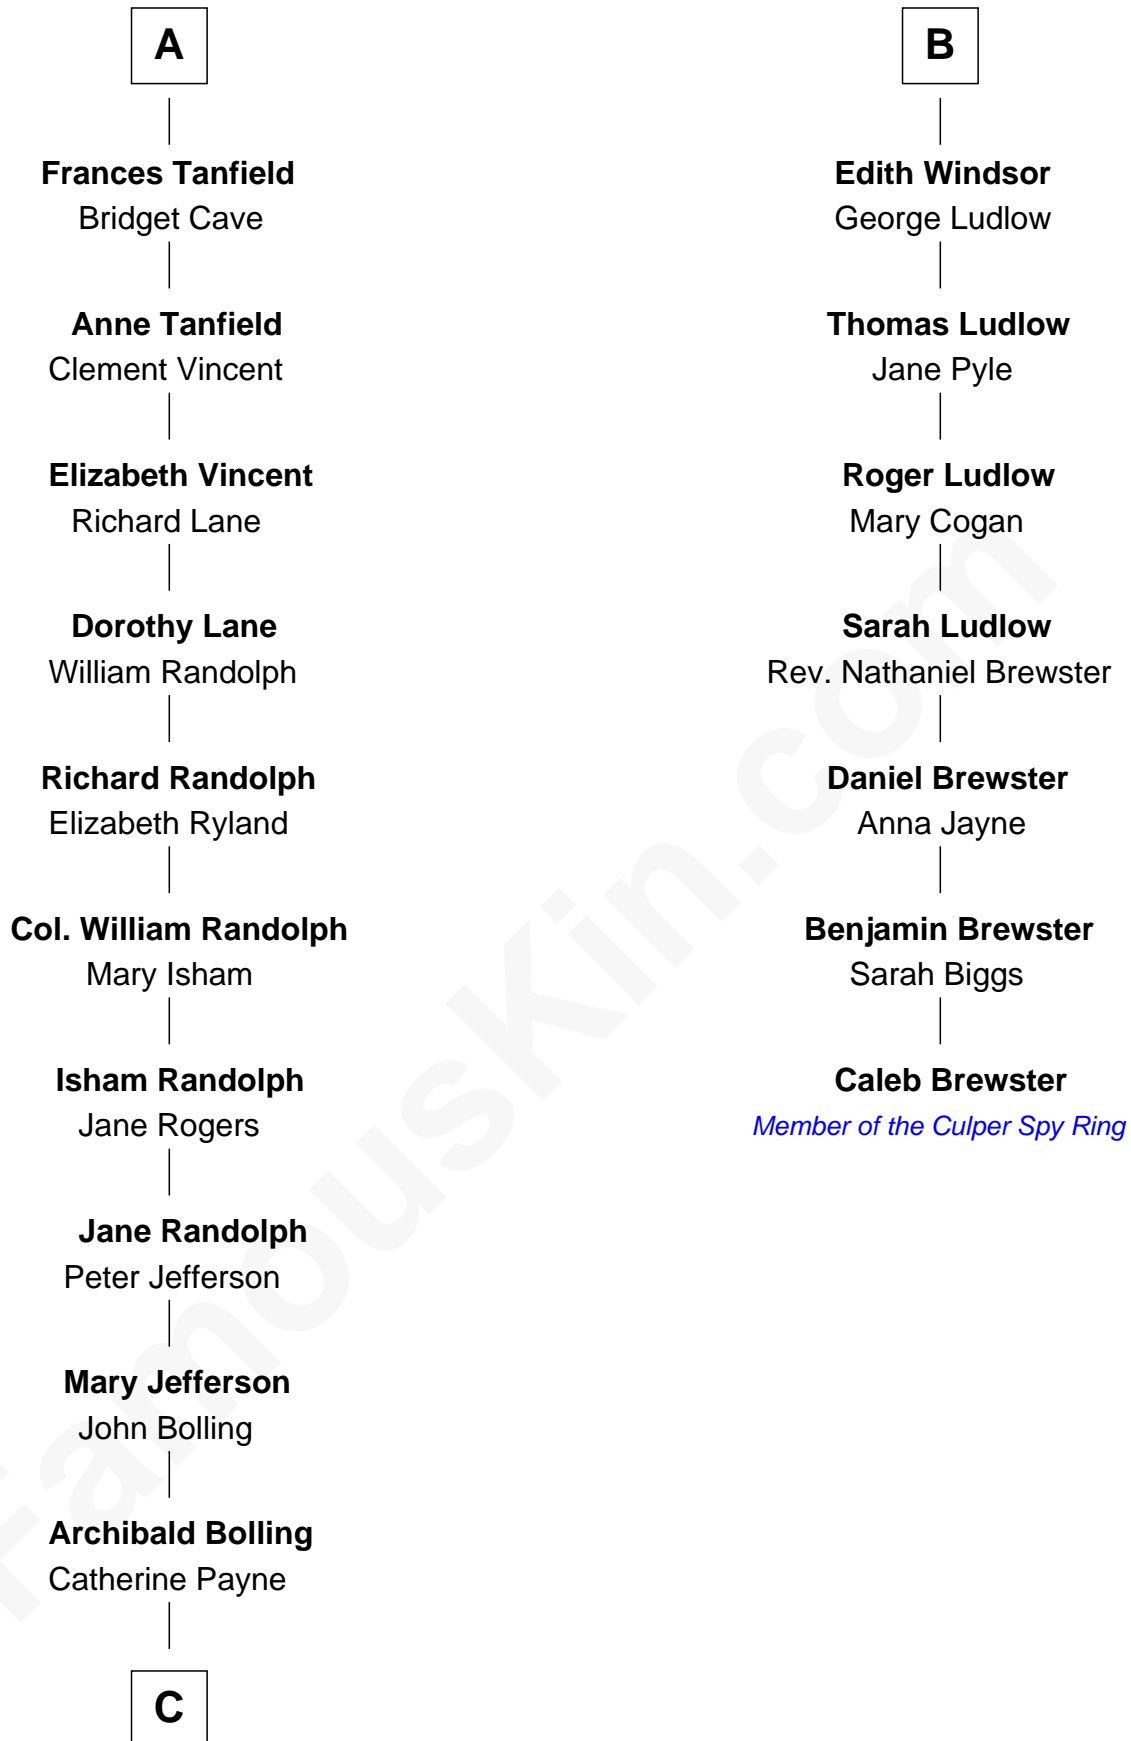 A
Frances Tanfield
Bridget Cave
Anne Tanfield
Clement Vincent
Elizabeth Vincent
Richard Lane
Dorothy Lane
William Randolph
Richard Randolph
Elizabeth Ryland
Col. William Randolph
Mary Isham
Isham Randolph
Jane Rogers
Jane Randolph
Peter Jefferson
Mary Jefferson
John Bolling
Archibald Bolling
Catherine Payne
C
B
Edith Windsor
George Ludlow
Thomas Ludlow
Jane Pyle
Roger Ludlow
Mary Cogan
Sarah Ludlow
Rev. Nathaniel Brewster
Daniel Brewster
Anna Jayne
Benjamin Brewster
Sarah Biggs
Caleb Brewster
Member of the Culper Spy Ring
FamousKin.com